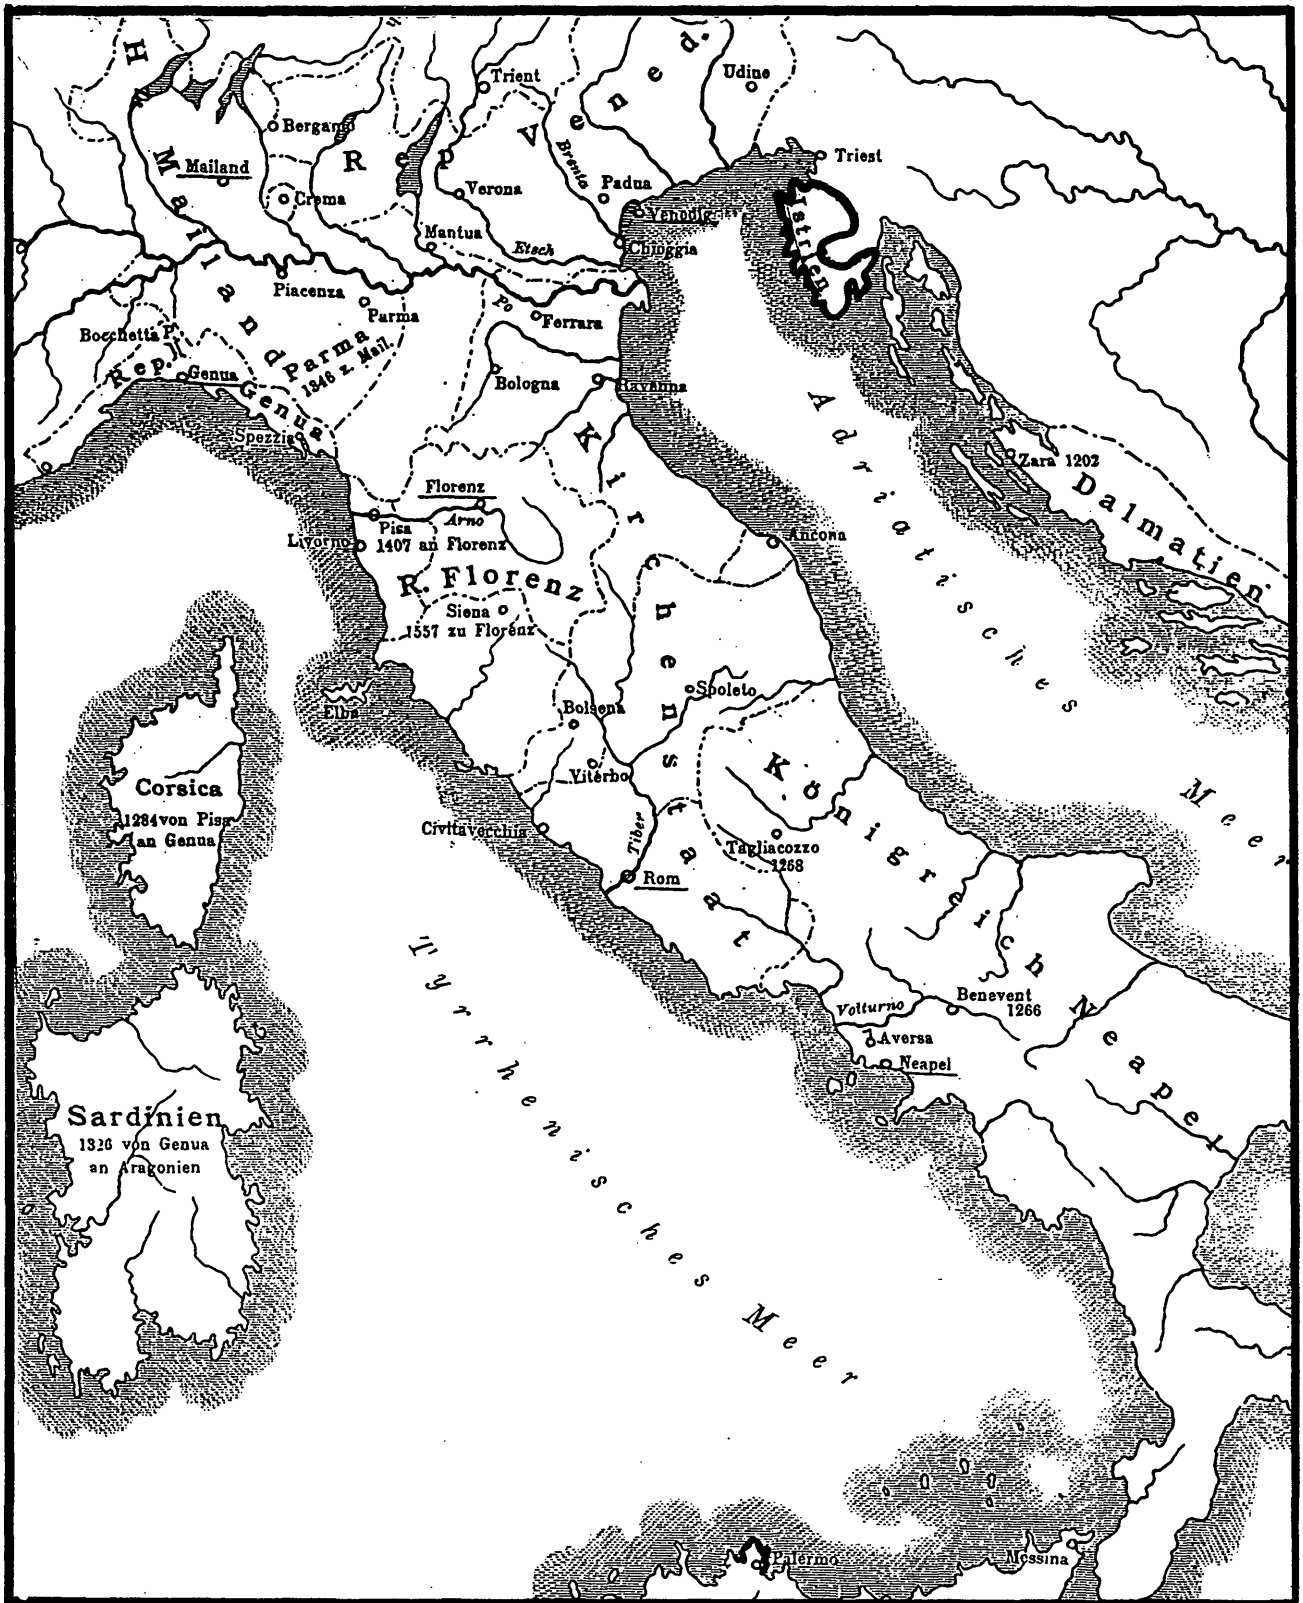 Hz. Mailand
Rep. Vened.
Trient
Udine
Bergamo
Brenta
Triest
Mailand
Crema
Verona
Padua
Venedig
Istrien
Mantua
Etsch
Chioggia
Piacenza
Parma
Po
Ferrara
Bocchetta P.
Parma
1346 z. Mail.
Rep. Genua
Genua
Bologna
Ravenna
Spezzia
Adriatisches Meer
Kirchenstaat
Zara 1202
Dalmatien
Florenz
Arno
Pisa
1407 an Florenz
Livorno
Ancona
R. Florenz
Siena
1557 zu Florenz
Elba
Spoleto
Bolsena
Viterbo
Königreich Neapel
Corsica
1284 von Pisa
an Genua
Civitavecchia
Tiber
Tagliacozzo
1268
Rom
Tyrrhenisches Meer
Benevent
1266
Volturno
Aversa
Neapel
Sardinien
1326 von Genua
an Aragonien
Palermo
Messina